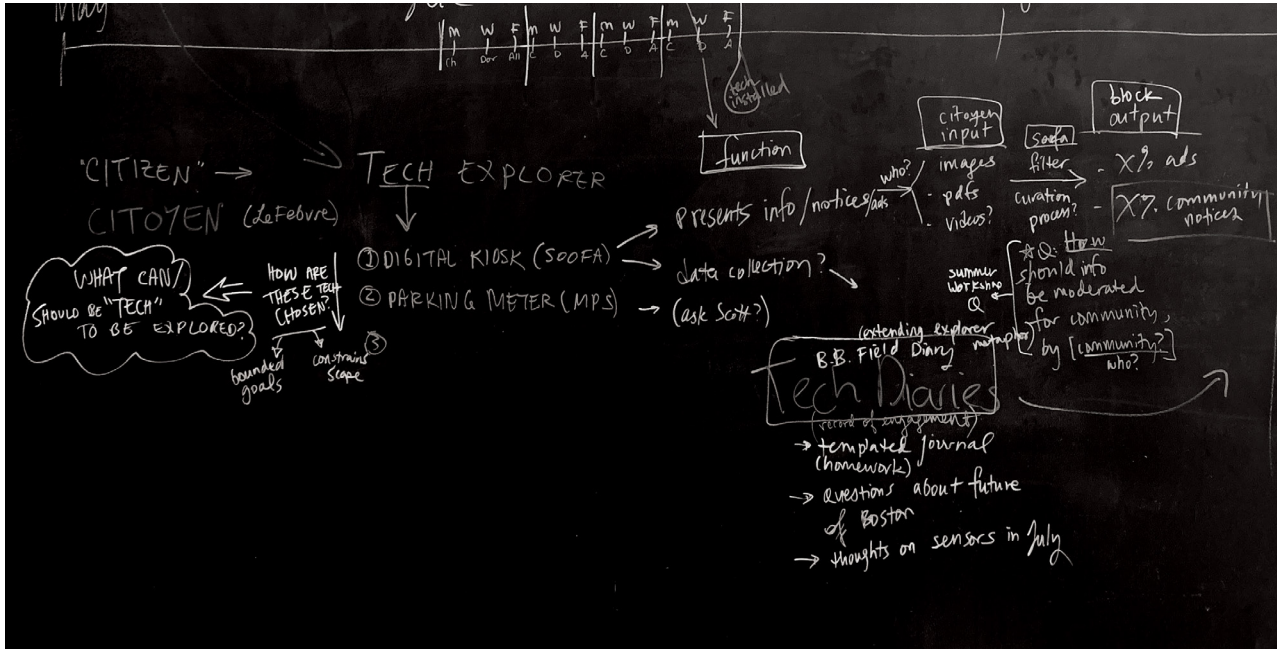 May
M W F M W F M W F M W F
Ch Dor All C D A C D A C D A
tech
installed
function
citoyen
input
block
output
soofa
"CITIZEN" →
CITOYEN (LeFebvre)
TECH EXPLORER
① DIGITAL KIOSK (SOOFA)
② PARKING METER (MPS)
③
WHAT CAN/
SHOULD BE "TECH"
TO BE EXPLORED?
HOW ARE
THESE TECH
CHOSEN?
bounded
goals
constrains
scope
presents info/notices/ads
data collection?
(ask Scott?)
who?
images
- pdfs
- videos?
filter
curation
process?
- X% ads
- X% community
notices
summer
workshop
Q
☆ Q: How
should info
be moderated
for community,
by [community?]
who?
(extending explorer
metaphor)
B.B. Field Diary
Tech Diaries
(record of engagement)
→ templated journal
(homework)
→ questions about future
of Boston
→ thoughts on sensors in July